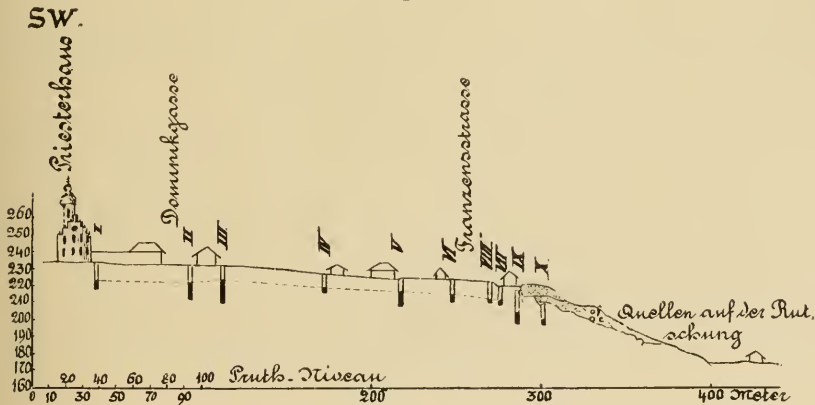 SW.
Priesterhaus
Dominikgasse
Franzensstrasse
I
II
III
IV
V
VI
VIII
VII
IX
X
260
250
240
230
220
210
200
190
180
170
160
Quellen auf der Rut,
schung
20 40 60 80 100 Pruth-Niveau
0 10 30 50 70 90 200 300 400 Meter